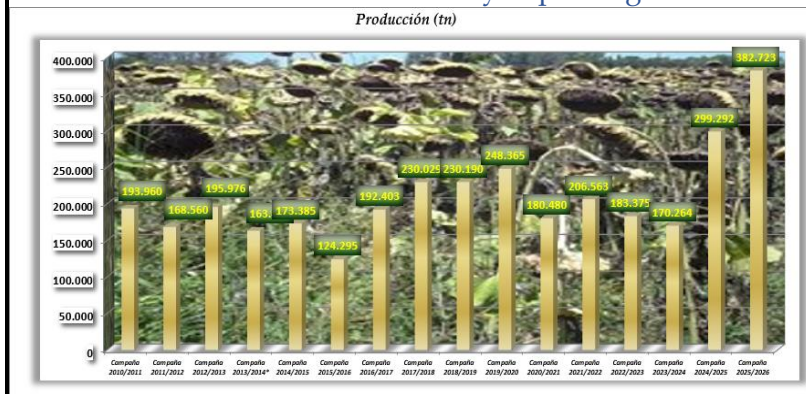 Producción (tn)
400.000
350.000
300.000
250.000
200.000
150.000
100.000
50.000
0
193.960
168.560
195.976
173.385
124.295
192.403
230.029
230.190
248.365
180.480
206.563
183.375
170.264
299.292
382.723
Campaña 2010/2011
Campaña 2011/2012
Campaña 2012/2013
Campaña 2013/2014*
Campaña 2014/2015
Campaña 2015/2016
Campaña 2016/2017
Campaña 2017/2018
Campaña 2018/2019
Campaña 2019/2020
Campaña 2020/2021
Campaña 2021/2022
Campaña 2022/2023
Campaña 2023/2024
Campaña 2024/2025
Campaña 2025/2026